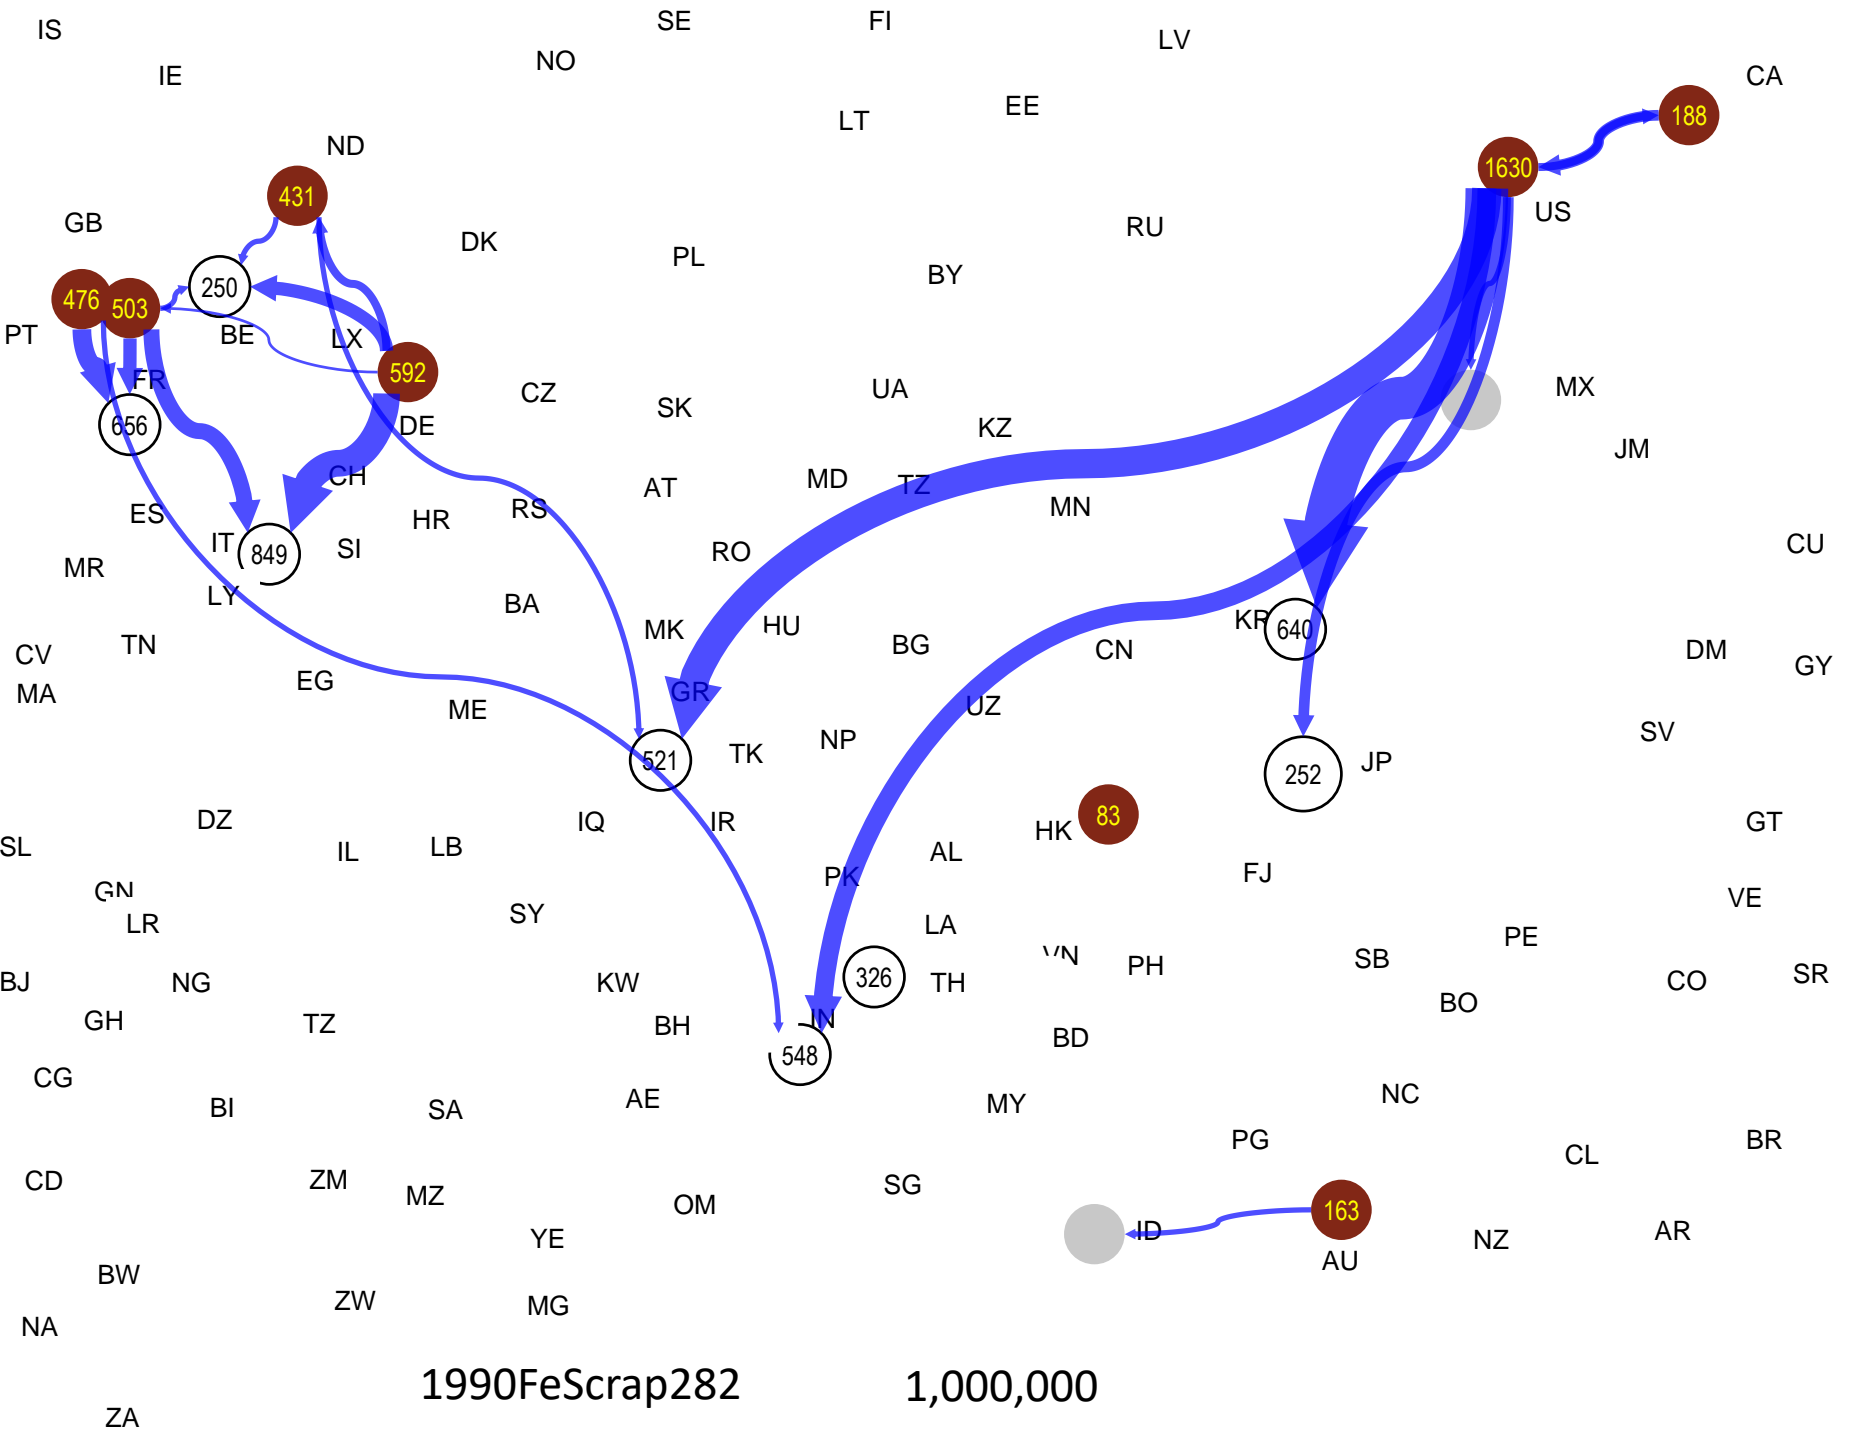 SE
FI
IS
LV
NO
IE
CA
EE
188
LT
ND
1630
431
US
GB
RU
DK
PL
BY
250
476
503
PT
BE
LX
592
FR
MX
UA
CZ
SK
656
DE
KZ
JM
CH
MD
TZ
AT
MN
RS
ES
HR
CU
IT
849
SI
RO
MR
LY
BA
KR
640
HU
MK
TN
BG
CN
DM
CV
GY
EG
MA
GR
UZ
ME
SV
NP
TK
521
JP
252
83
DZ
IQ
IR
GT
HK
SL
LB
IL
AL
FJ
PK
GN
VE
SY
LR
LA
PE
VN
SB
PH
326
SR
BJ
NG
KW
TH
CO
BO
GH
TZ
BH
IN
BD
548
CG
NC
AE
MY
BI
SA
PG
BR
CL
CD
ZM
SG
MZ
OM
163
ID
AR
YE
NZ
AU
BW
ZW
MG
NA
1990FeScrap282 1,000,000
ZA